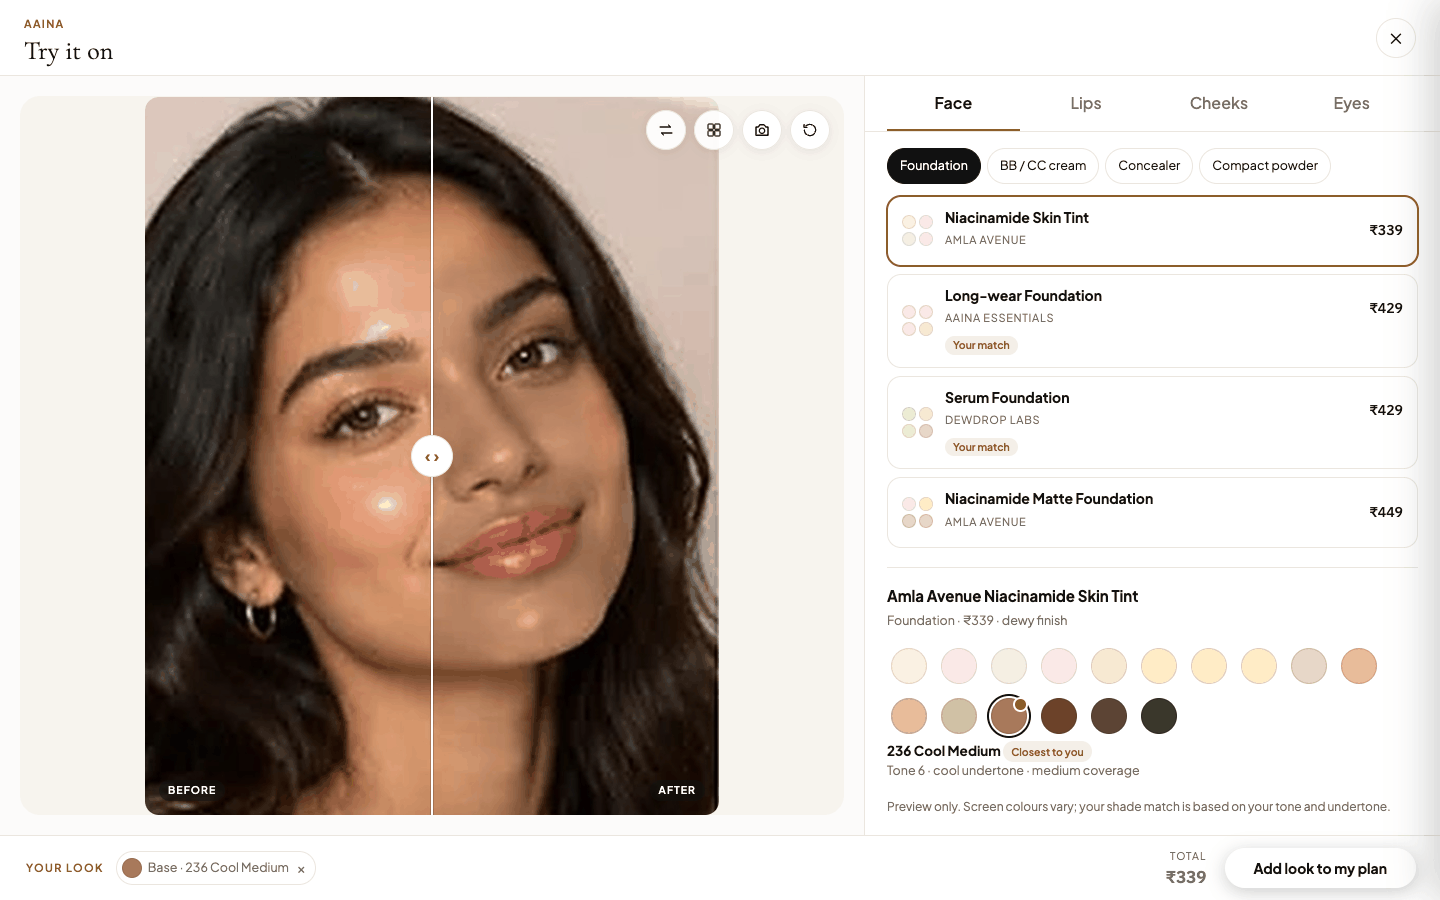 AAINA
Try it on
BEFORE
AFTER
Face
Lips
Cheeks
Eyes
Foundation
BB / CC cream
Concealer
Compact powder
Niacinamide Skin Tint
AMLA AVENUE
₹339
Long-wear Foundation
AAINA ESSENTIALS
Your match
₹429
Serum Foundation
DEWDROP LABS
Your match
₹429
Niacinamide Matte Foundation
AMLA AVENUE
₹449
Amla Avenue Niacinamide Skin Tint
Foundation · ₹339 · dewy finish
236 Cool Medium Closest to you
Tone 6 · cool undertone · medium coverage
Preview only. Screen colours vary; your shade match is based on your tone and undertone.
YOUR LOOK
Base · 236 Cool Medium ×
TOTAL
₹339
Add look to my plan